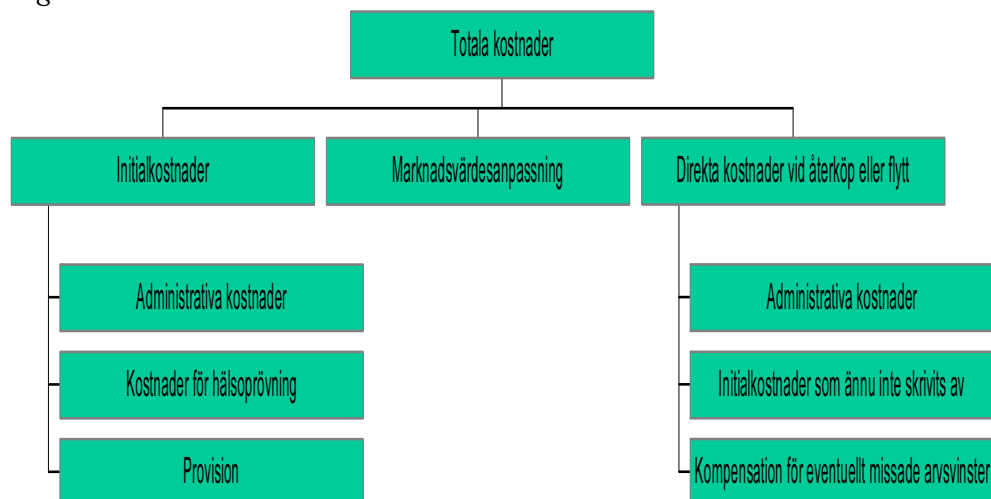 Totala kostnader
Initialkostnader
Marknadsvärdesanpassning
Direkta kostnader vid återköp eller flytt
Administrativa kostnader
Kostnader för hälsoprövning
Provision
Administrativa kostnader
Initialkostnader som ännu inte skrivits av
Kompensation för eventuellt missade arvsvinster